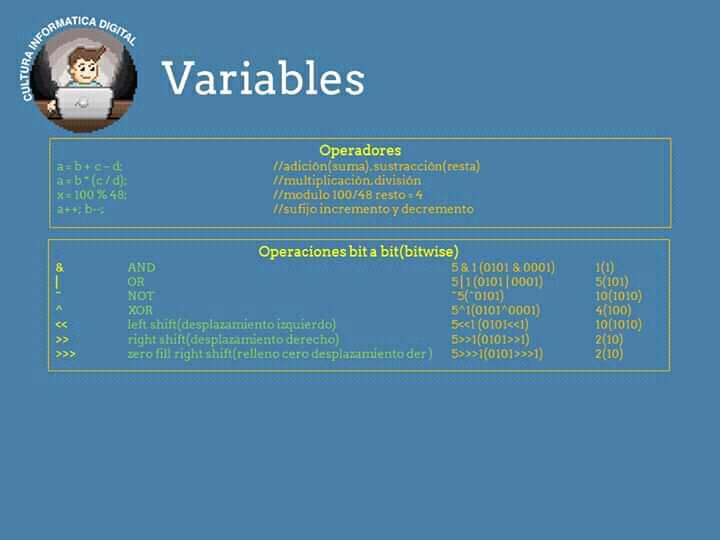 CULTURA INFORMATICA DIGITAL
Variables
Operadores
a = b + c – d; //adición(suma), sustracción(resta)
a = b * (c / d); //multiplicación, división
x = 100 % 48; //modulo 100/48 resto = 4
a++; b--; //sufijo incremento y decremento
Operaciones bit a bit(bitwise)
& AND 5 & 1 (0101 & 0001) 1(1)
| OR 5 | 1 (0101 | 0001) 5(101)
~ NOT ~5(~0101) 10(1010)
^ XOR 5^1(0101^0001) 4(100)
<< left shift(desplazamiento izquierdo) 5<<1 (0101<<1) 10(1010)
>> right shift(desplazamiento derecho) 5>>1(0101>>1) 2(10)
>>> zero fill right shift(relleno cero desplazamiento der ) 5>>>1(0101>>>1) 2(10)